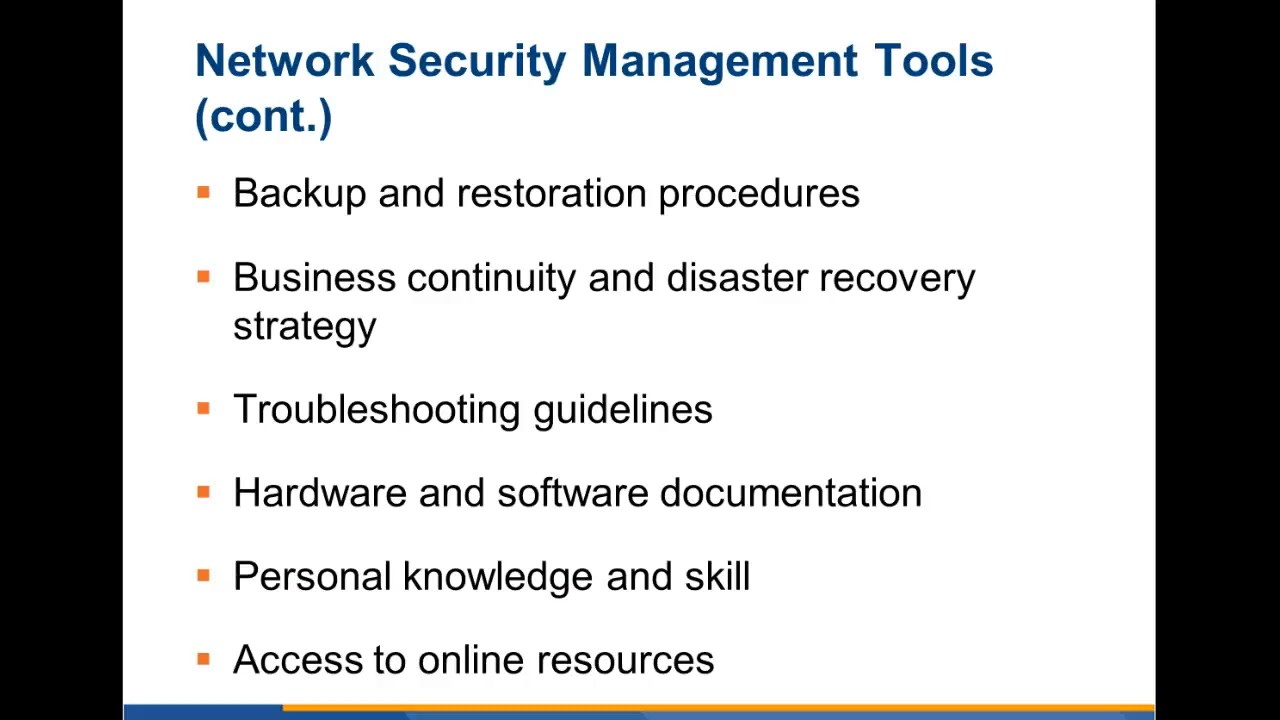 Network Security Management Tools
(cont.)
▪ Backup and restoration procedures
▪ Business continuity and disaster recovery
strategy
▪ Troubleshooting guidelines
▪ Hardware and software documentation
▪ Personal knowledge and skill
▪ Access to online resources